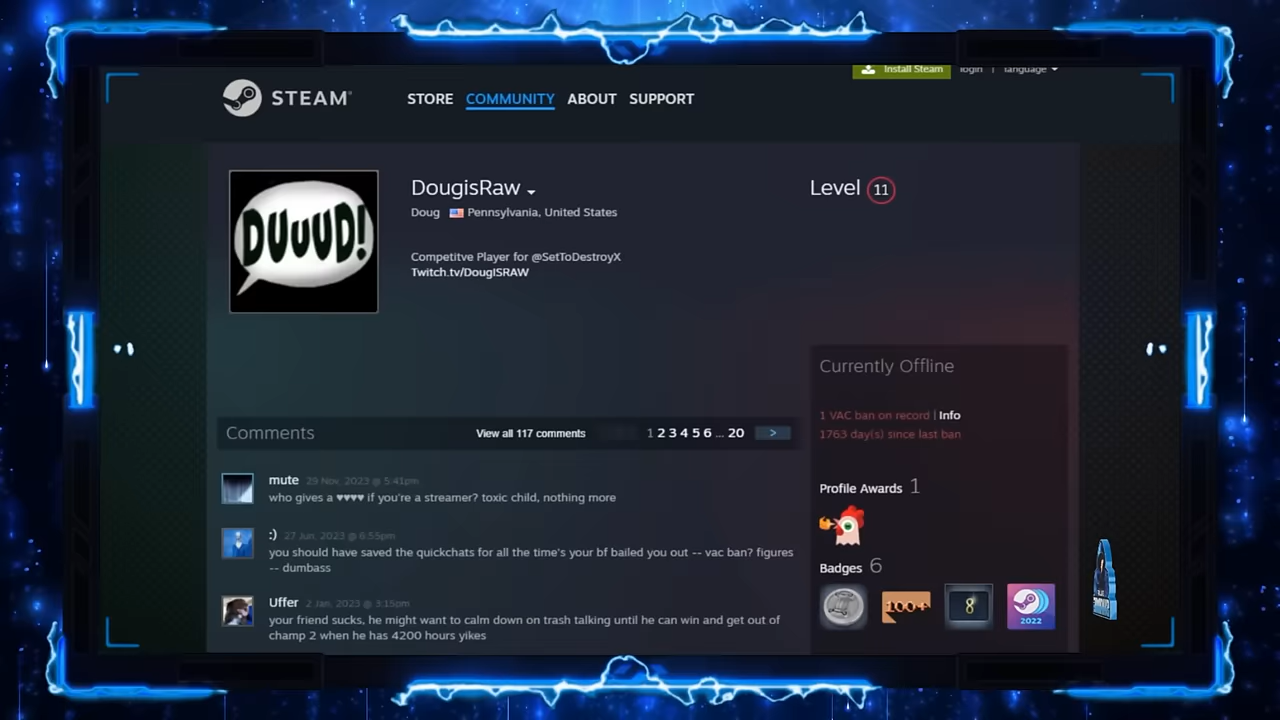 Install Steam login | language
STEAM® STORE COMMUNITY ABOUT SUPPORT
DUUUD!
DougisRaw
Doug Pennsylvania, United States
Competitve Player for @SetToDestroyX
Twitch.tv/DougISRAW
Level 11
Currently Offline
1 VAC ban on record | Info
1763 day(s) since last ban
Profile Awards 1
Badges 6
100+
8
2022
Comments View all 117 comments 1 2 3 4 5 6 ... 20 >
mute 29 Nov, 2023 @ 5:41pm
who gives a ♥♥♥♥ if you're a streamer? toxic child, nothing more
:) 27 Jun, 2023 @ 6:55pm
you should have saved the quickchats for all the time's your bf bailed you out -- vac ban? figures
-- dumbass
Uffer 2 Jan, 2023 @ 3:15pm
your friend sucks, he might want to calm down on trash talking until he can win and get out of
champ 2 when he has 4200 hours yikes